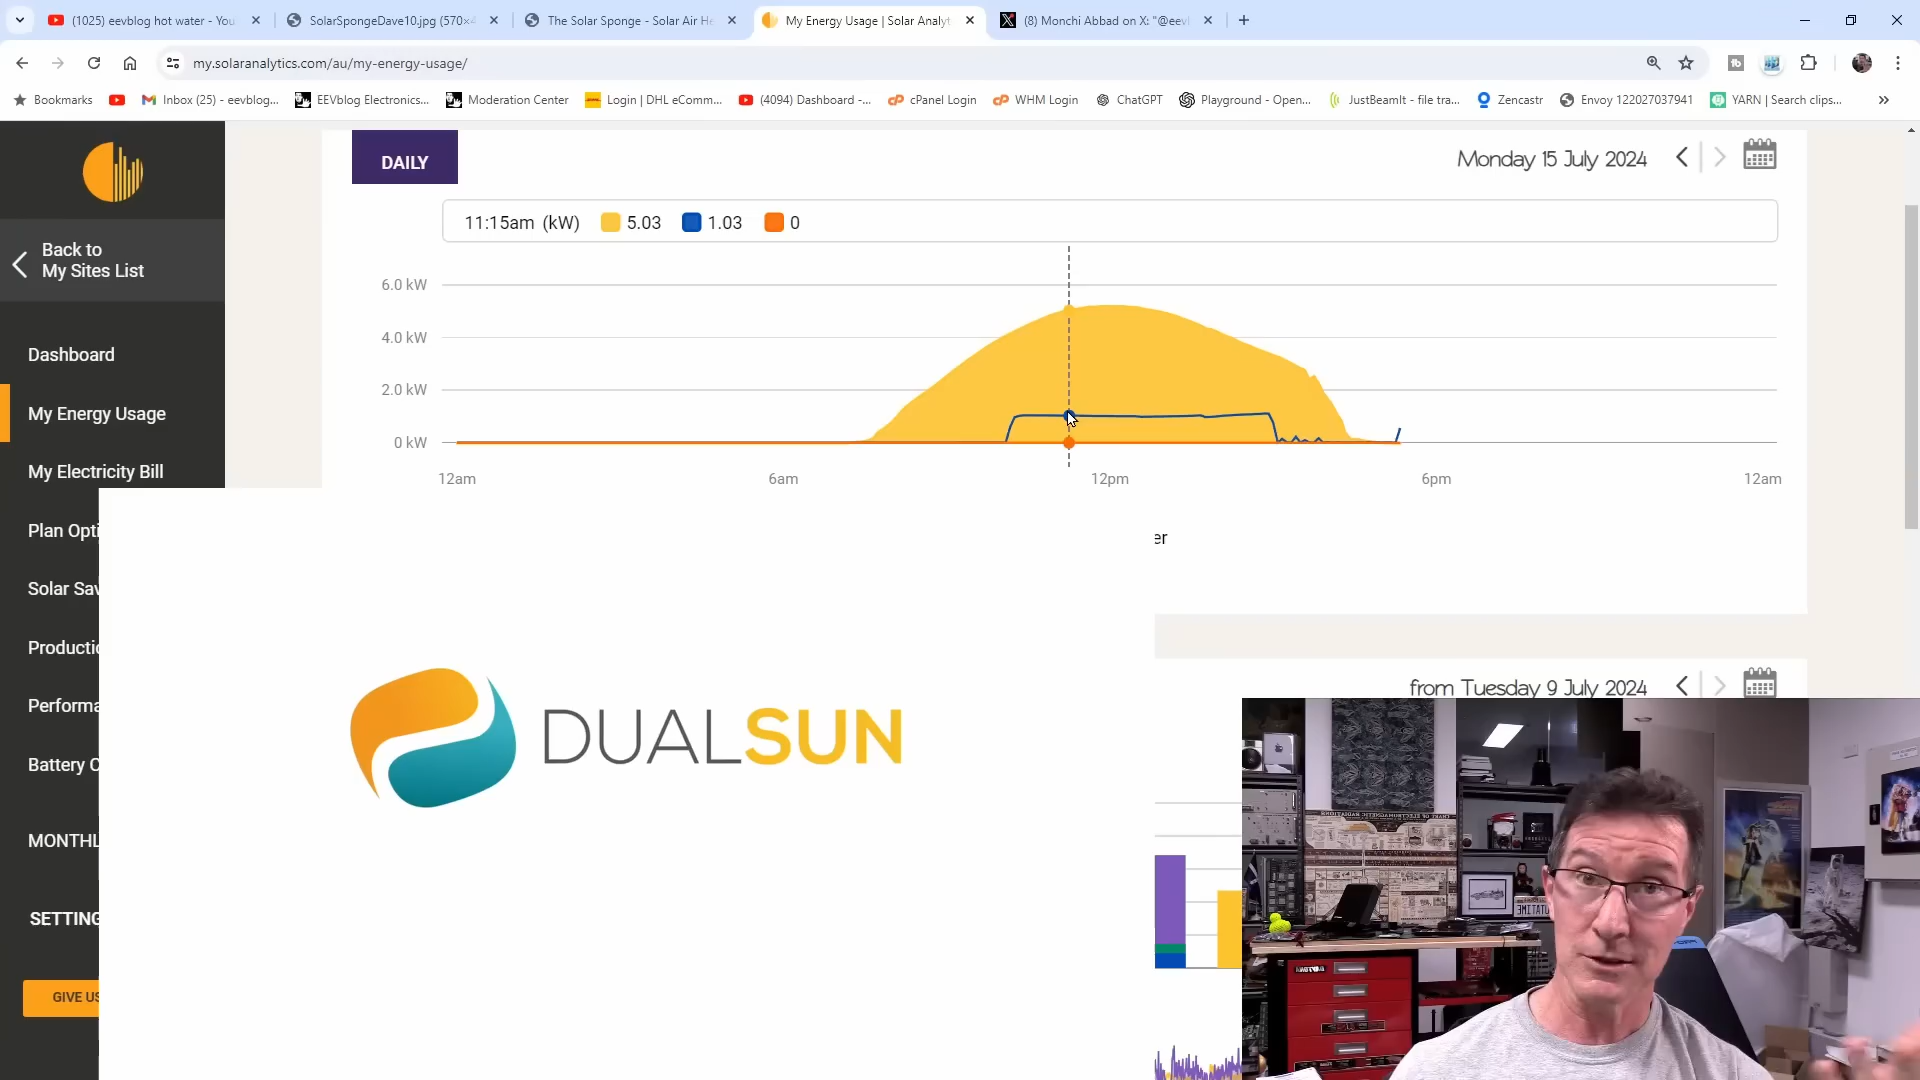 (1025) eevblog hot water - You
SolarSpongeDave10.jpg (570×4
The Solar Sponge - Solar Air He
My Energy Usage | Solar Analyt
(8) Monchi Abbad on X: "@eevl
my.solaranalytics.com/au/my-energy-usage/
Bookmarks
Inbox (25) - eevblog...
EEVblog Electronics...
Moderation Center
Login | DHL eComm...
(4094) Dashboard -...
cPanel Login
WHM Login
ChatGPT
Playground - Open...
JustBeamIt - file tra...
Zencastr
Envoy 122027037941
YARN | Search clips...
Back to
My Sites List
Dashboard
My Energy Usage
My Electricity Bill
Plan Opti
Solar Sav
Productio
Performa
Battery C
MONTHL
SETTING
GIVE US
DAILY
Monday 15 July 2024
11:15am (kW) 5.03 1.03 0
6.0 kW
4.0 kW
2.0 kW
0 kW
12am 6am 12pm 6pm 12am
er
from Tuesday 9 July 2024
DUALSUN